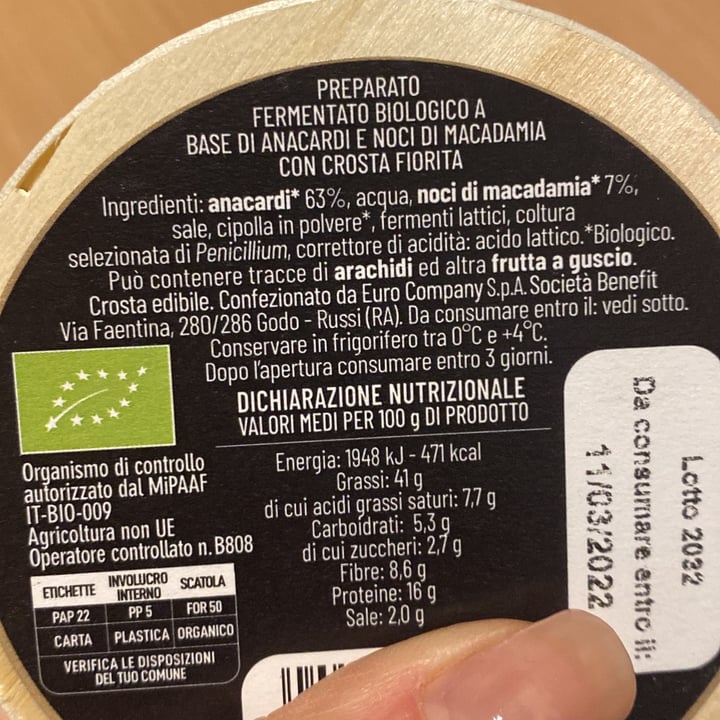 PREPARATO
FERMENTATO BIOLOGICO A
BASE DI ANACARDI E NOCI DI MACADAMIA
CON CROSTA FIORITA
Ingredienti: anacardi* 63%, acqua, noci di macadamia* 7%,
sale, cipolla in polvere*, fermenti lattici, coltura
selezionata di Penicillium, correttore di acidità: acido lattico.*Biologico.
Può contenere tracce di arachidi ed altra frutta a guscio.
Crosta edibile. Confezionato da Euro Company S.p.A. Società Benefit
Via Faentina, 280/286 Godo - Russi (RA). Da consumare entro il: vedi sotto.
Conservare in frigorifero tra 0°C e +4°C.
Dopo l'apertura consumare entro 3 giorni.
DICHIARAZIONE NUTRIZIONALE
VALORI MEDI PER 100 g DI PRODOTTO
Energia: 1948 kJ - 471 kcal
Grassi: 41 g
di cui acidi grassi saturi: 7,7 g
Carboidrati: 5,3 g
di cui zuccheri: 2,7 g
Fibre: 8,6 g
Proteine: 16 g
Sale: 2,0 g
Organismo di controllo
autorizzato dal MiPAAF
IT-BIO-009
Agricoltura non UE
Operatore controllato n. B808
ETICHETTE INVOLUCRO INTERNO SCATOLA
PAP 22 PP 5 FOR 50
CARTA PLASTICA ORGANICO
VERIFICA LE DISPOSIZIONI
DEL TUO COMUNE
Lotto 2032
Da consumare entro il:
11/03/2022